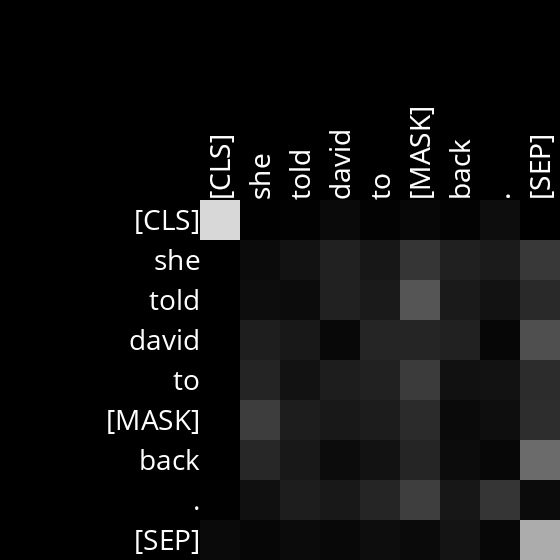 [CLS] she told david to [MASK] back . [SEP]
[CLS]
she
told
david
to
[MASK]
back
.
[SEP]